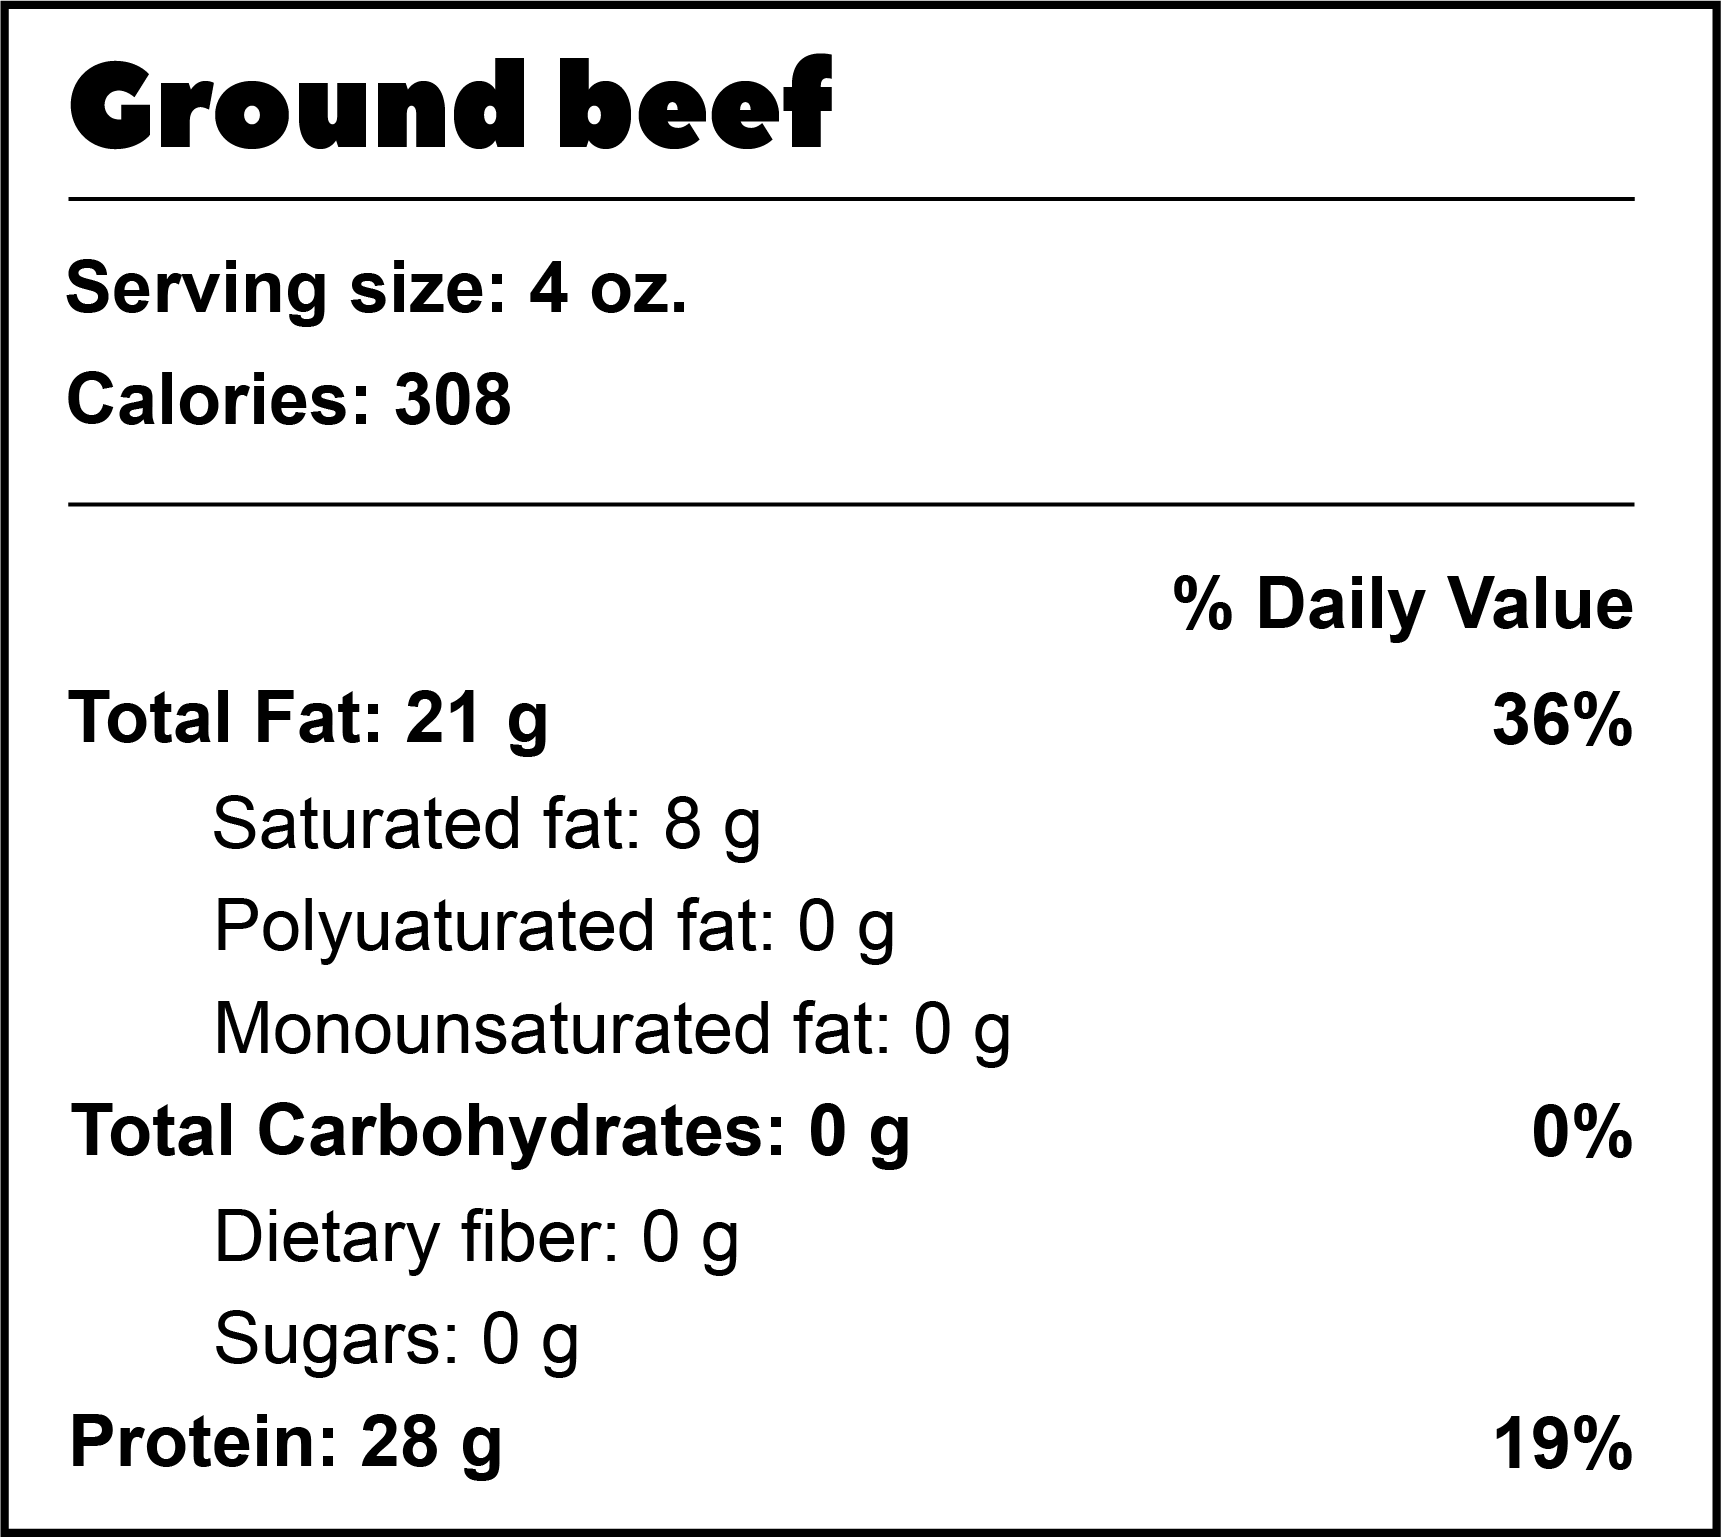 Ground beef
Serving size: 4 oz.
Calories: 308
% Daily Value
Total Fat: 21 g 36%
Saturated fat: 8 g
Polyuaturated fat: 0 g
Monounsaturated fat: 0 g
Total Carbohydrates: 0 g 0%
Dietary fiber: 0 g
Sugars: 0 g
Protein: 28 g 19%